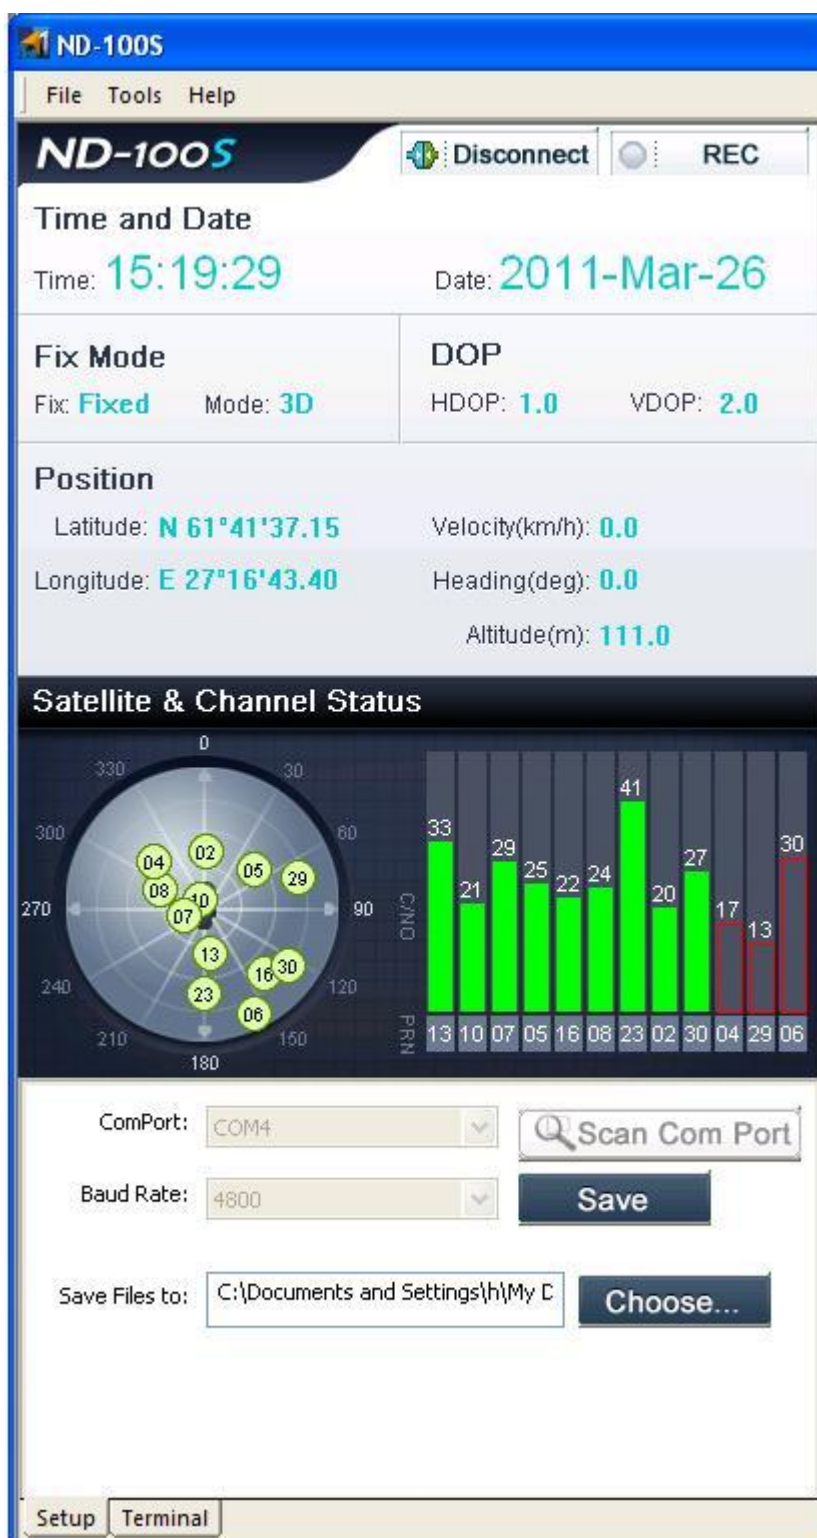 ND-100S
File Tools Help
ND-100S Disconnect REC
Time and Date
Time: 15:19:29 Date: 2011-Mar-26
Fix Mode DOP
Fix: Fixed Mode: 3D HDOP: 1.0 VDOP: 2.0
Position
Latitude: N 61°41'37.15 Velocity(km/h): 0.0
Longitude: E 27°16'43.40 Heading(deg): 0.0
Altitude(m): 111.0
Satellite & Channel Status
0
330 30
300 60
270 90
240 120
210 150
180
04 02 05 29
08 10 07
13 16 30
23 06
C/NO
33 21 29 25 22 24 41 20 27 17 13 30
PRN
13 10 07 05 16 08 23 02 30 04 29 06
ComPort: COM4 Scan Com Port
Baud Rate: 4800 Save
Save Files to: C:\Documents and Settings\h\My D Choose...
Setup Terminal